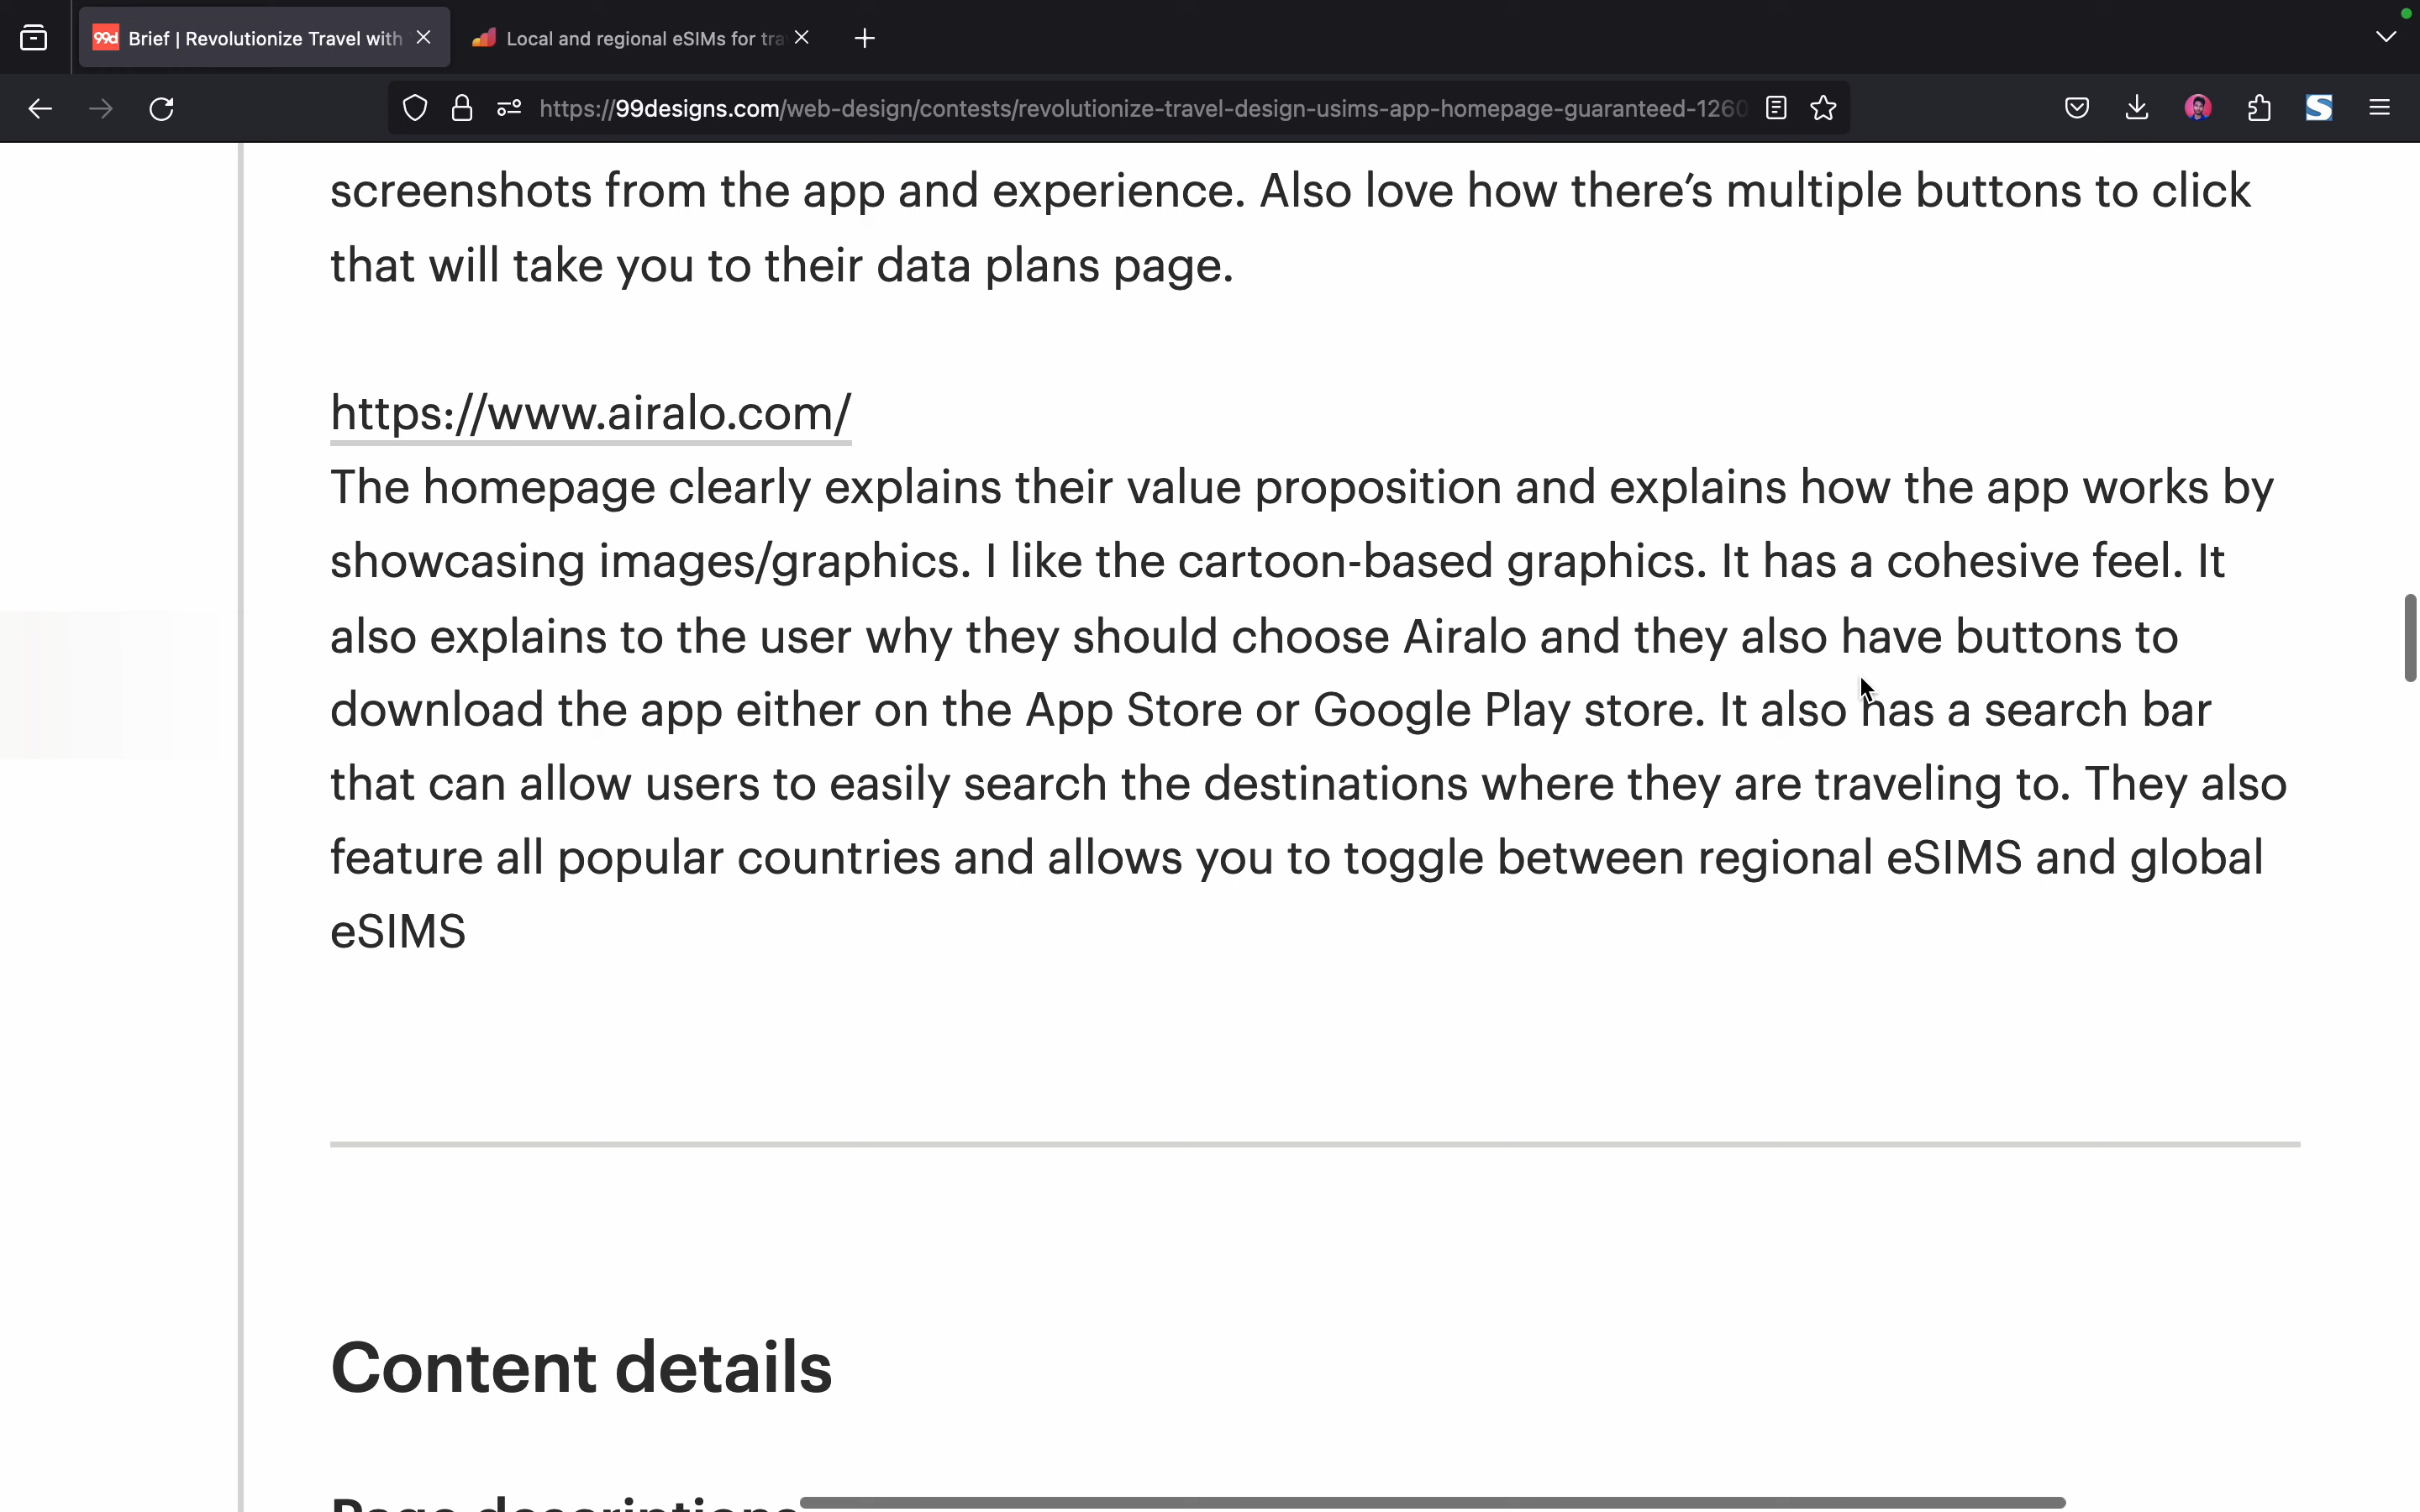 99d Brief | Revolutionize Travel with
Local and regional eSIMs for tra
https://99designs.com/web-design/contests/revolutionize-travel-design-usims-app-homepage-guaranteed-1260
screenshots from the app and experience. Also love how there’s multiple buttons to click
that will take you to their data plans page.
https://www.airalo.com/
The homepage clearly explains their value proposition and explains how the app works by
showcasing images/graphics. I like the cartoon-based graphics. It has a cohesive feel. It
also explains to the user why they should choose Airalo and they also have buttons to
download the app either on the App Store or Google Play store. It also has a search bar
that can allow users to easily search the destinations where they are traveling to. They also
feature all popular countries and allows you to toggle between regional eSIMS and global
eSIMS
Content details
Page descriptions